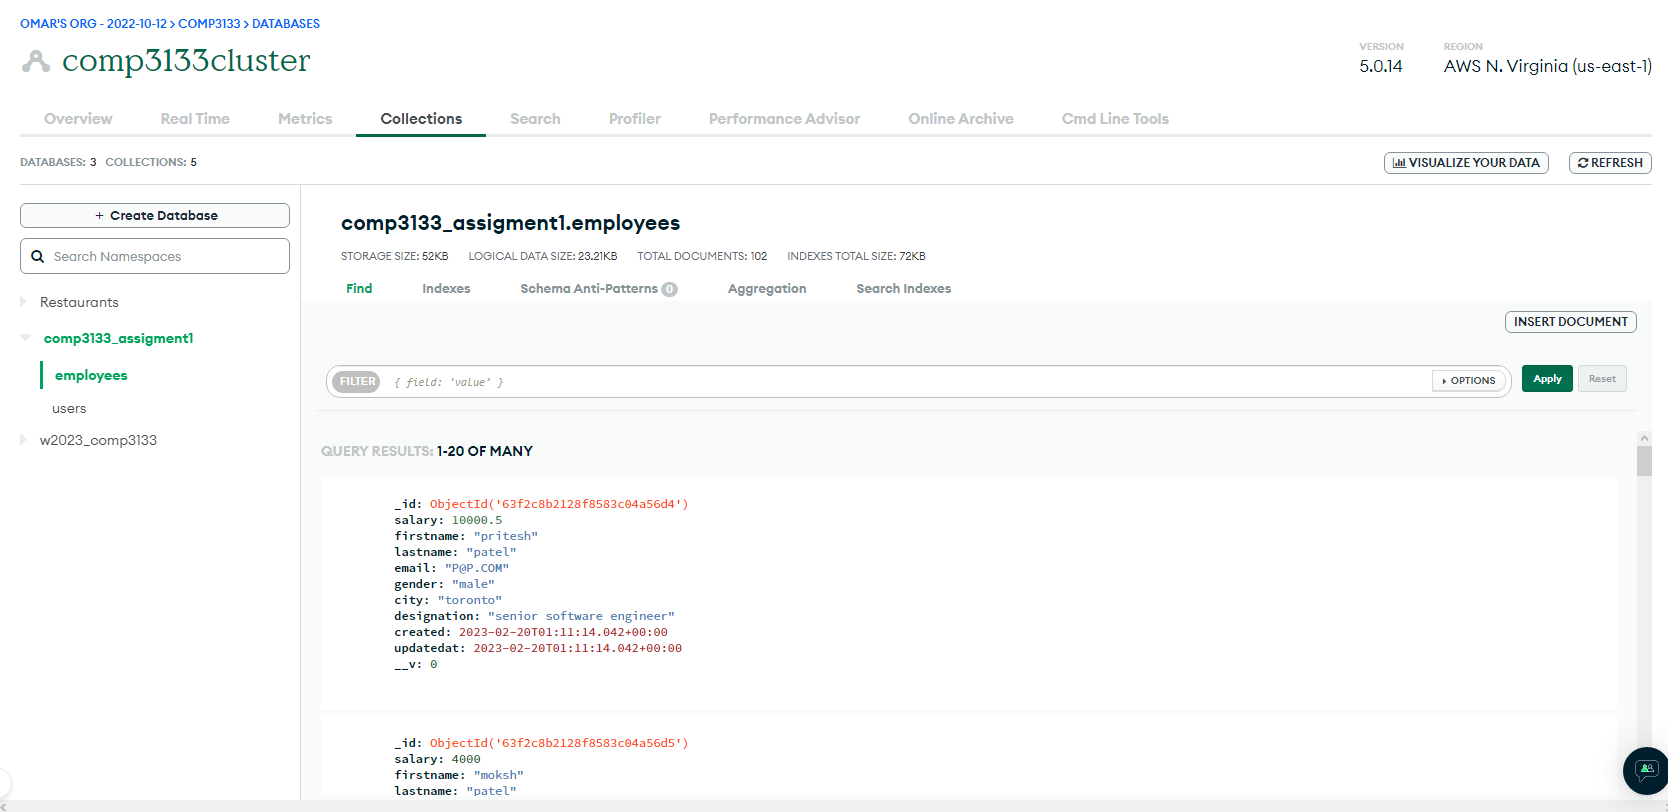 OMAR'S ORG - 2022-10-12 > COMP3133 > DATABASES
comp3133cluster
VERSION
5.0.14
REGION
AWS N. Virginia (us-east-1)
Overview Real Time Metrics Collections Search Profiler Performance Advisor Online Archive Cmd Line Tools
DATABASES: 3 COLLECTIONS: 5
VISUALIZE YOUR DATA REFRESH
+ Create Database
Search Namespaces
Restaurants
comp3133_assigment1
employees
users
w2023_comp3133
comp3133_assigment1.employees
STORAGE SIZE: 52KB LOGICAL DATA SIZE: 23.21KB TOTAL DOCUMENTS: 102 INDEXES TOTAL SIZE: 72KB
Find Indexes Schema Anti-Patterns 0 Aggregation Search Indexes
INSERT DOCUMENT
FILTER { field: 'value' } OPTIONS Apply Reset
QUERY RESULTS: 1-20 OF MANY
_id: ObjectId('63f2c8b2128f8583c04a56d4')
salary: 10000.5
firstname: "pritesh"
lastname: "patel"
email: "P@P.COM"
gender: "male"
city: "toronto"
designation: "senior software engineer"
created: 2023-02-20T01:11:14.042+00:00
updatedat: 2023-02-20T01:11:14.042+00:00
__v: 0
_id: ObjectId('63f2c8b2128f8583c04a56d5')
salary: 4000
firstname: "moksh"
lastname: "patel"